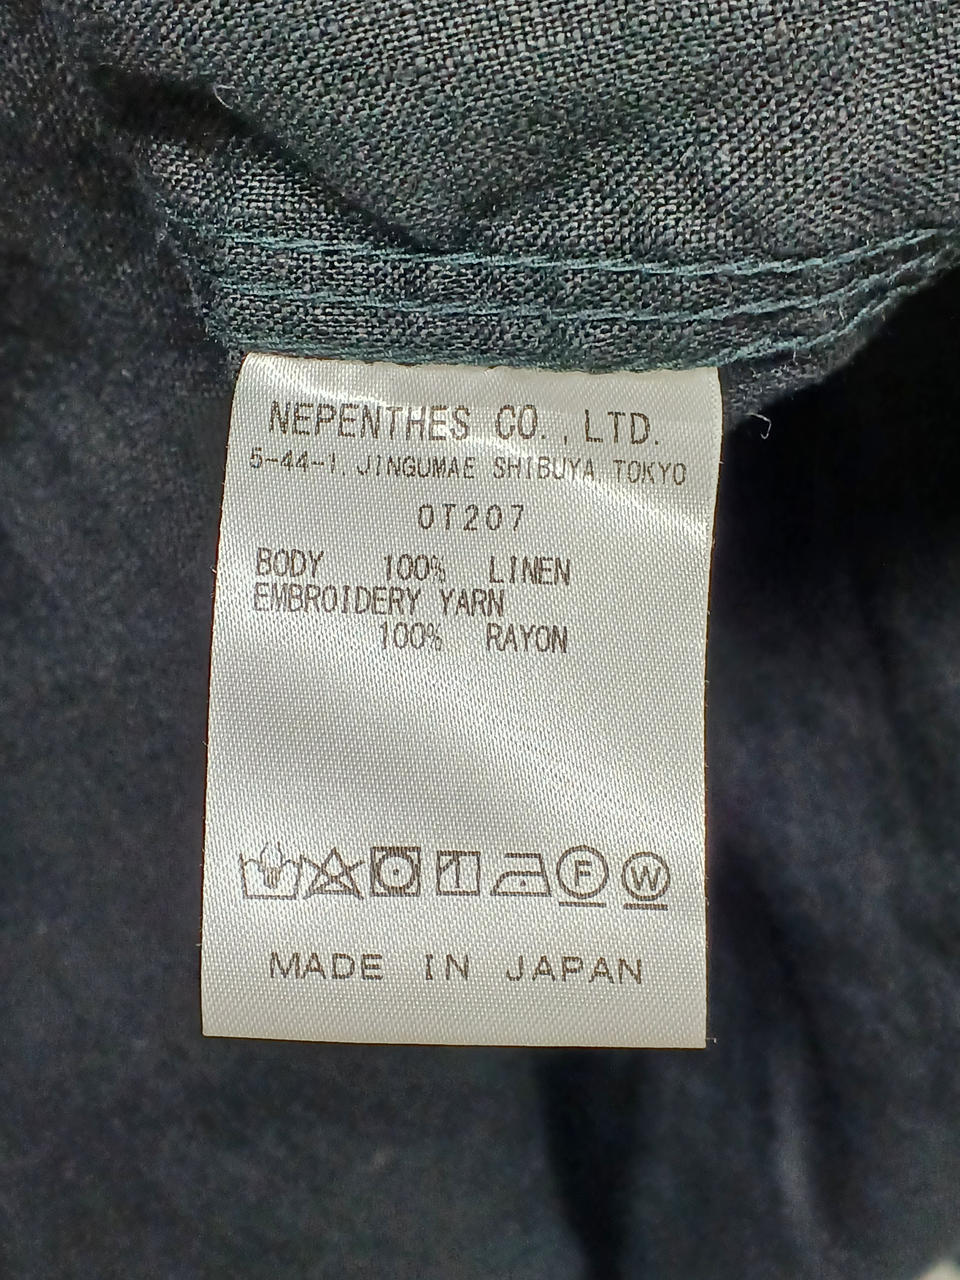 NEPENTHES CO., LTD.
5-44-1, JINGUMAE SHIBUYA TOKYO
OT207
BODY 100% LINEN
EMBROIDERY YARN
100% RAYON
F W
MADE IN JAPAN